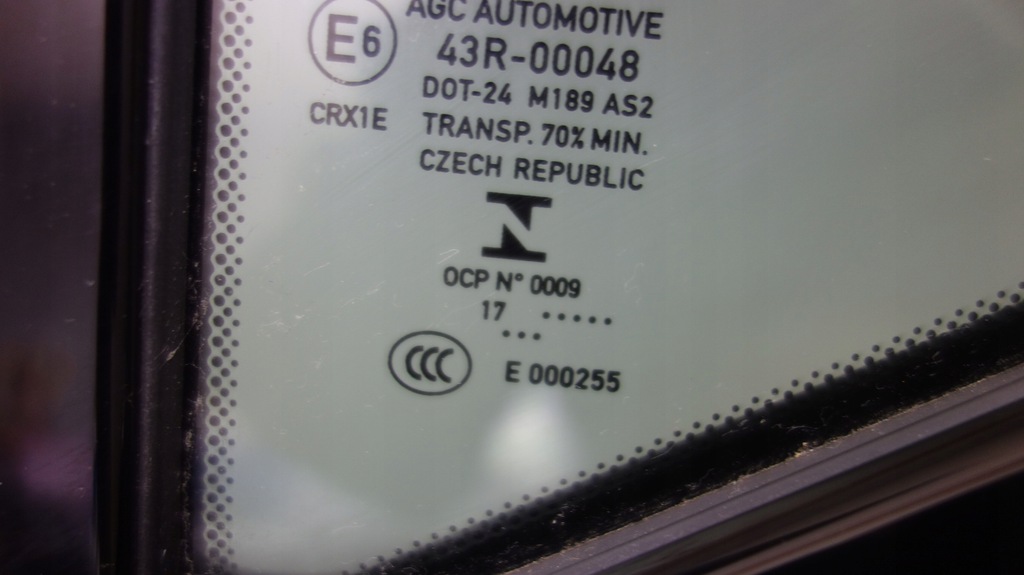 E6
AGC AUTOMOTIVE
43R-00048
DOT-24 M189 AS2
CRX1E
TRANSP. 70% MIN.
CZECH REPUBLIC
OCP N° 0009
17 .....
...
CCC
E 000255